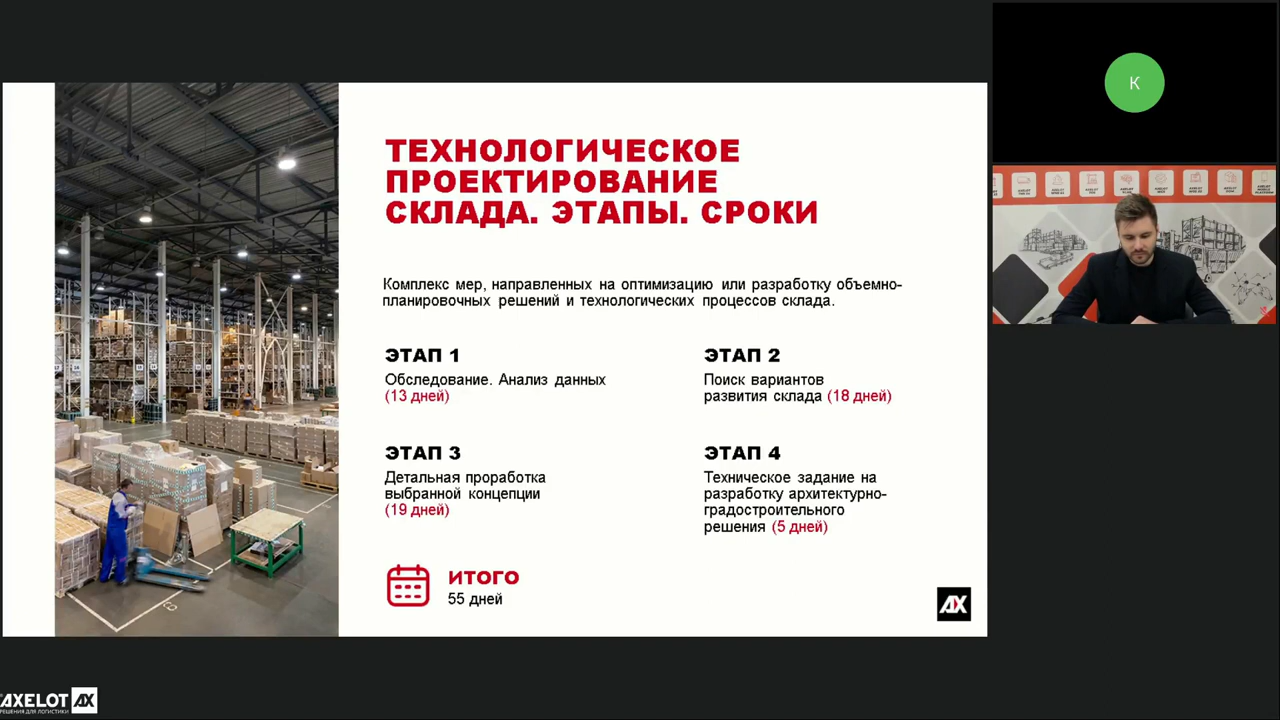 ТЕХНОЛОГИЧЕСКОЕ
ПРОЕКТИРОВАНИЕ
СКЛАДА. ЭТАПЫ. СРОКИ
Комплекс мер, направленных на оптимизацию или разработку объемно-
планировочных решений и технологических процессов склада.
ЭТАП 1
Обследование. Анализ данных
(13 дней)
ЭТАП 2
Поиск вариантов
развития склада (18 дней)
ЭТАП 3
Детальная проработка
выбранной концепции
(19 дней)
ЭТАП 4
Техническое задание на
разработку архитектурно-
градостроительного
решения (5 дней)
ИТОГО
55 дней
AX
К
AXELOT AX
РЕШЕНИЯ ДЛЯ ЛОГИСТИКИ